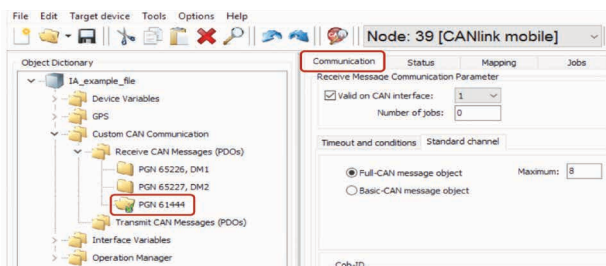 File Edit Target device Tools Options Help
Node: 39 [CANlink mobile]
Object Dictionary
IA_example_file
Device Variables
GPS
Custom CAN Communication
Receive CAN Messages (PDOs)
PGN 65226, DM1
PGN 65227, DM2
PGN 61444
Transmit CAN Messages (PDOs)
Interface Variables
Operation Manager
Communication Status Mapping Jobs
Receive Message Communication Parameter
Valid on CAN interface: 1
Number of jobs: 0
Timeout and conditions Standard channel
Full-CAN message object Maximum: 8
Basic-CAN message object
Cob-ID